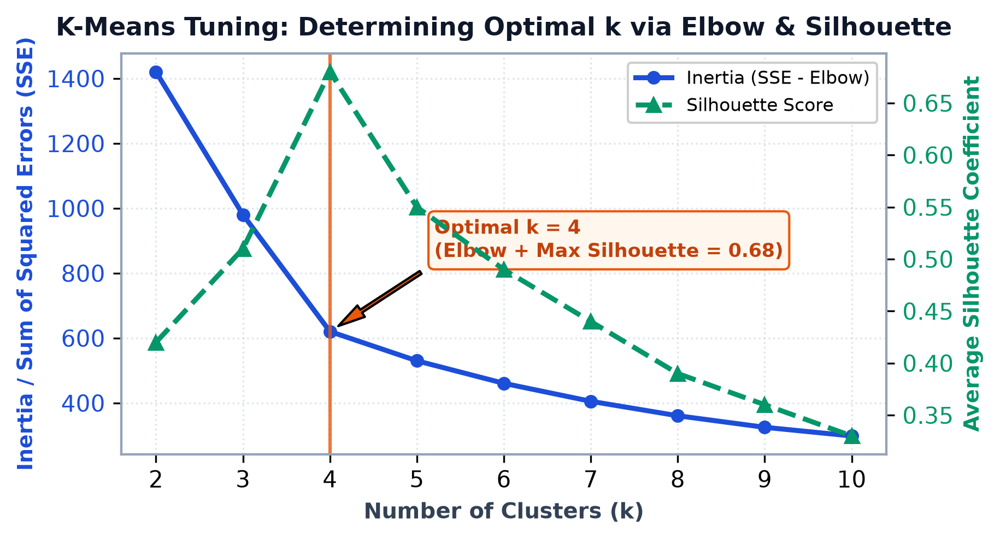 K-Means Tuning: Determining Optimal k via Elbow & Silhouette
Inertia / Sum of Squared Errors (SSE)
1400
1200
1000
800
600
400
Inertia (SSE - Elbow)
Silhouette Score
Optimal k = 4
(Elbow + Max Silhouette = 0.68)
0.65
0.60
0.55
0.50
0.45
0.40
0.35
Average Silhouette Coefficient
2 3 4 5 6 7 8 9 10
Number of Clusters (k)